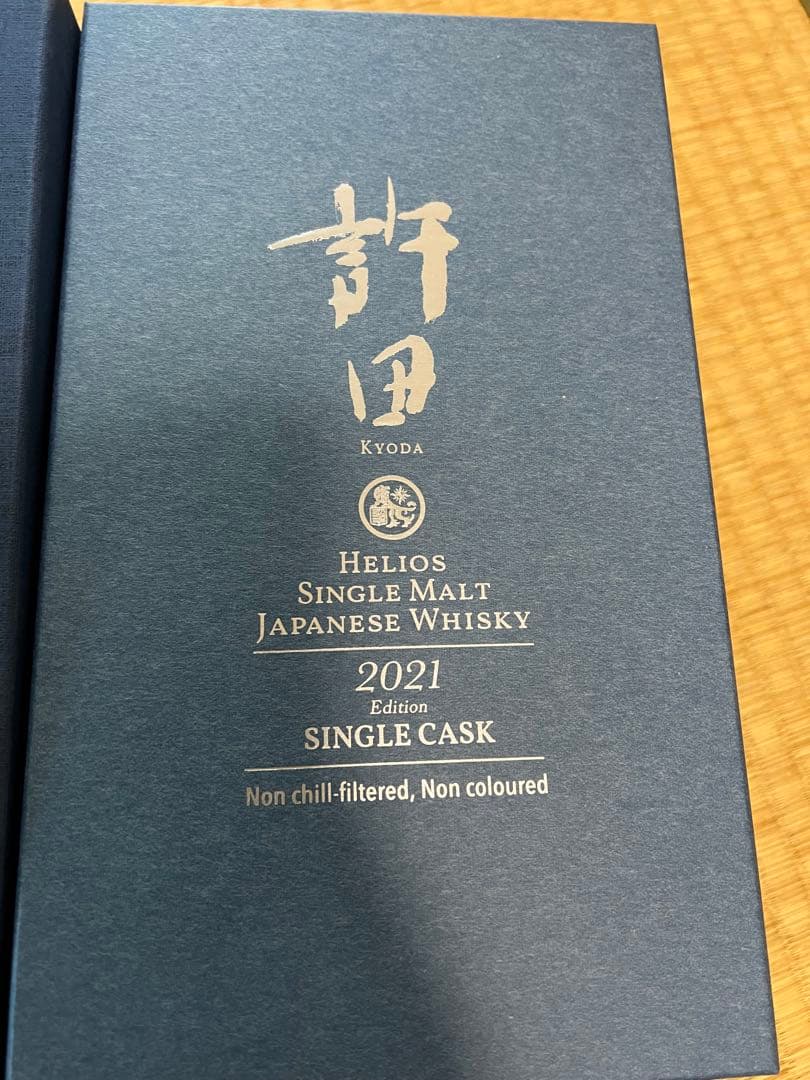 許
田
KYODA
HELIOS
SINGLE MALT
JAPANESE WHISKY
2021
Edition
SINGLE CASK
Non chill-filtered, Non coloured